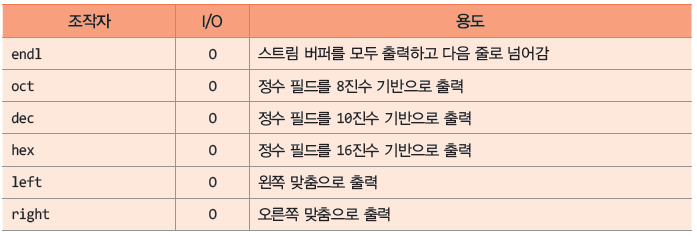 조작자 I/O 용도
endl O 스트림 버퍼를 모두 출력하고 다음 줄로 넘어감
oct O 정수 필드를 8진수 기반으로 출력
dec O 정수 필드를 10진수 기반으로 출력
hex O 정수 필드를 16진수 기반으로 출력
left O 왼쪽 맞춤으로 출력
right O 오른쪽 맞춤으로 출력